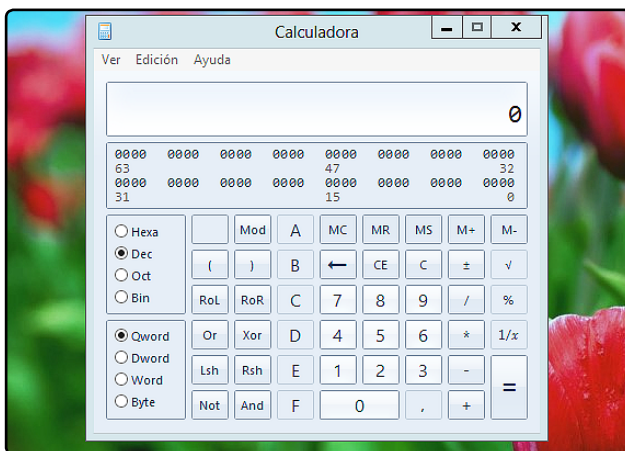 Calculadora
Ver Edición Ayuda
0
0000 0000 0000 0000 0000 0000 0000 0000
63 47 32
0000 0000 0000 0000 0000 0000 0000 0000
31 15 0
Hexa
Dec
Oct
Bin
Qword
Dword
Word
Byte
Mod A MC MR MS M+ M-
( ) B ← CE C ± √
RoL RoR C 7 8 9 / %
Or Xor D 4 5 6 * 1/x
Lsh Rsh E 1 2 3 - =
Not And F 0 , +